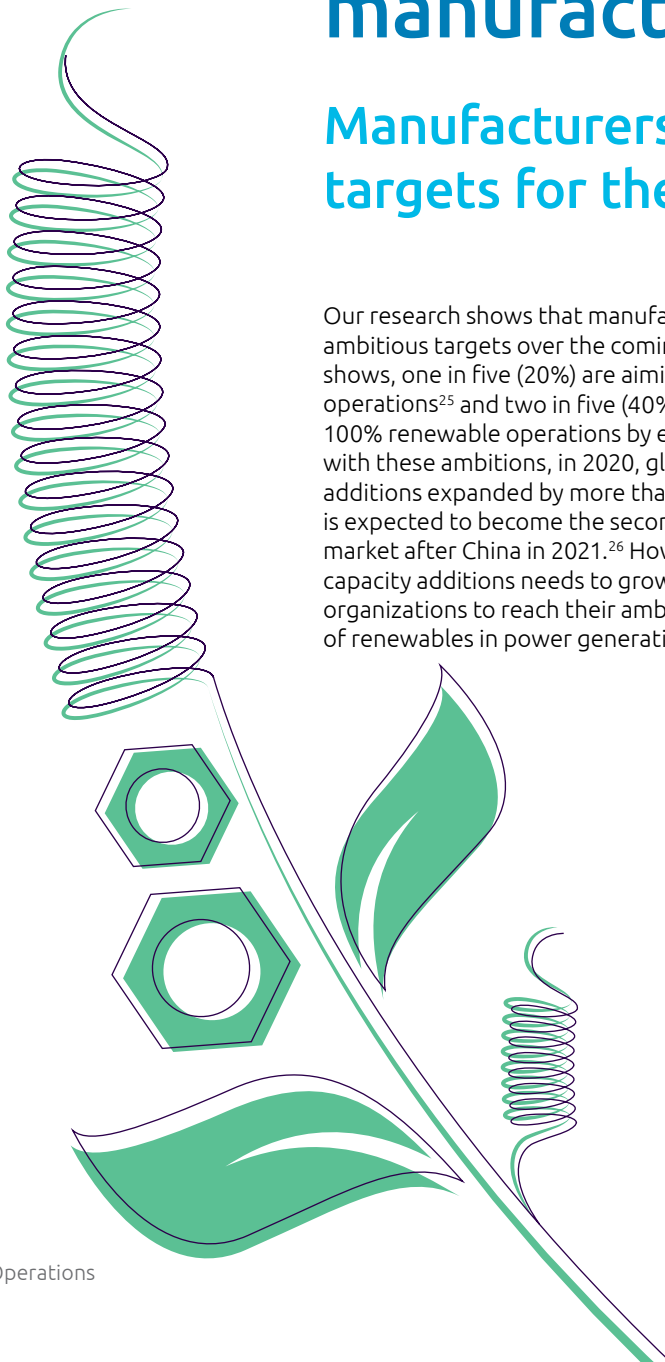 manufact
Manufacturers
targets for the
Our research shows that manufa
ambitious targets over the comin
shows, one in five (20%) are aimi
operations25 and two in five (40%
100% renewable operations by e
with these ambitions, in 2020, gl
additions expanded by more tha
is expected to become the secon
market after China in 2021.26 How
capacity additions needs to grow
organizations to reach their amb
of renewables in power generati
Operations